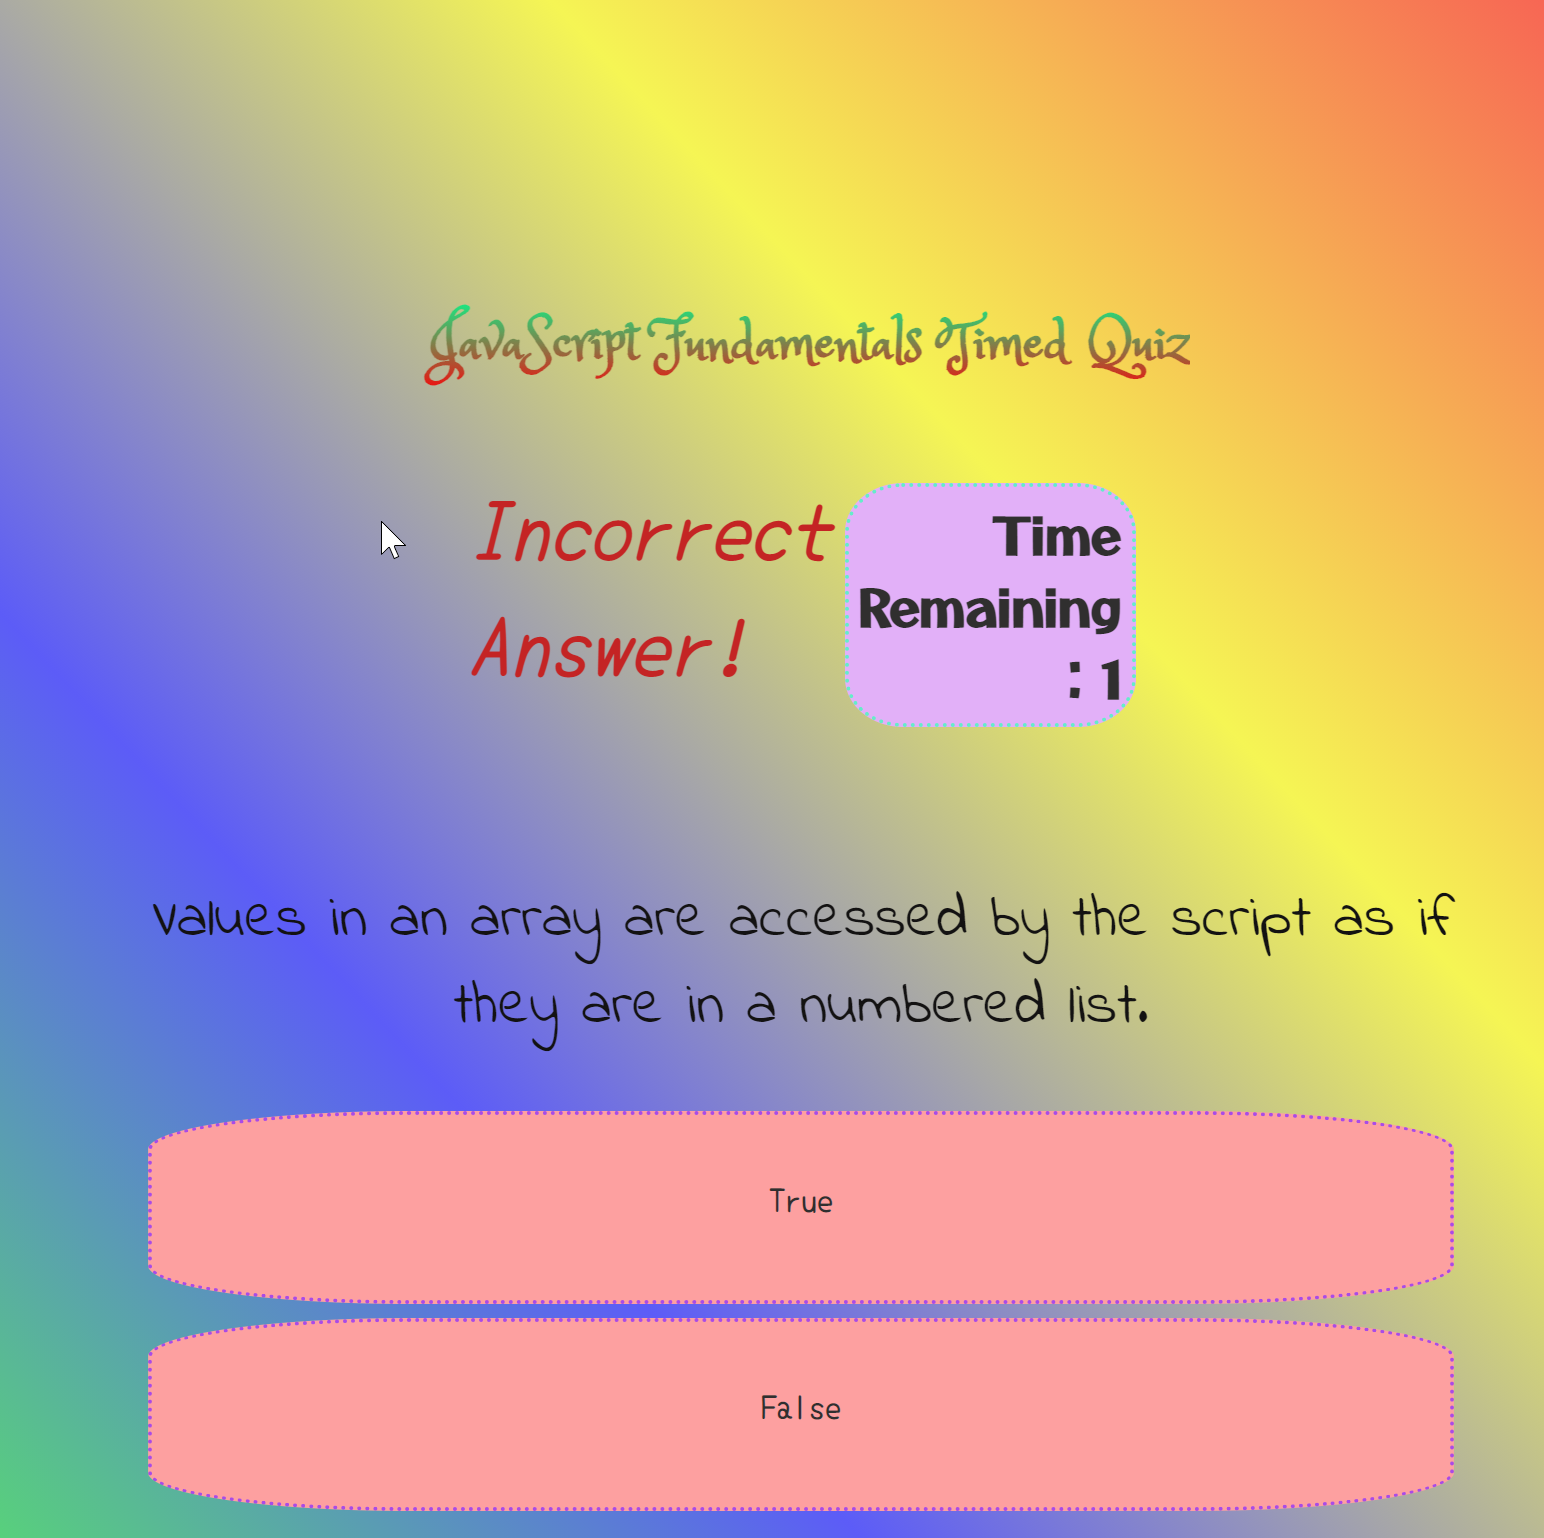 JavaScript Fundamentals Timed Quiz
Incorrect
Answer!
Time
Remaining
: 1
Values in an array are accessed by the script as if
they are in a numbered list.
True
False